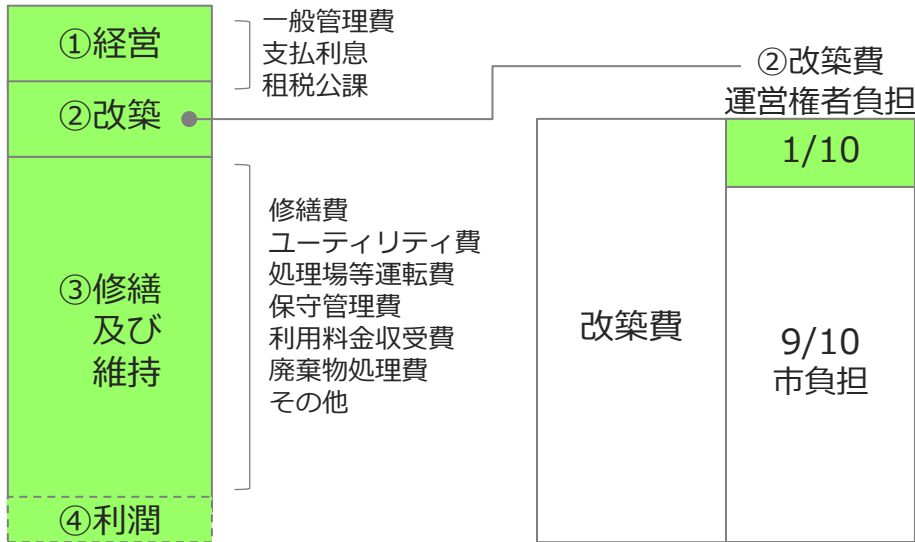 ①経営
一般管理費
支払利息
租税公課
②改築
②改築費
運営権者負担
1/10
改築費
9/10
市負担
③修繕
及び
維持
修繕費
ユーティリティ費
処理場等運転費
保守管理費
利用料金収受費
廃棄物処理費
その他
④利潤